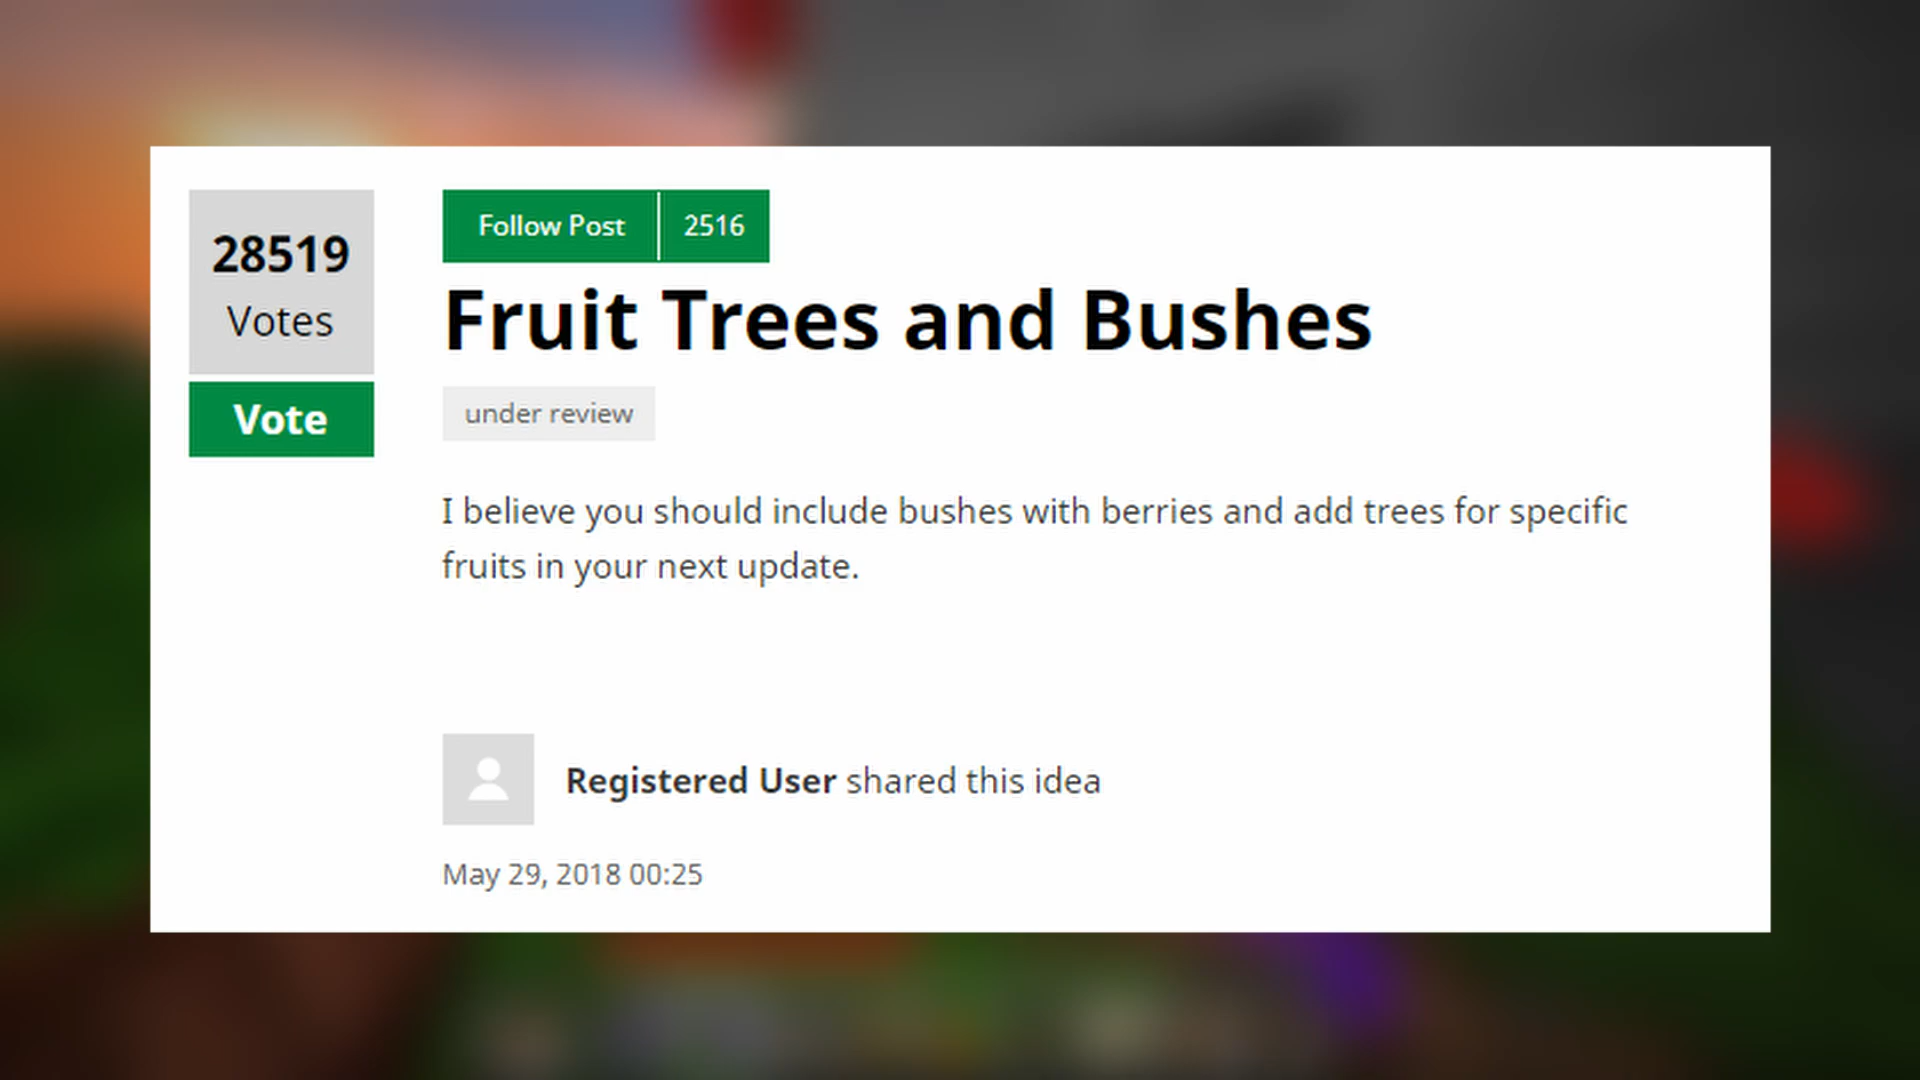 28519
Votes
Vote
Follow Post 2516
Fruit Trees and Bushes
under review
I believe you should include bushes with berries and add trees for specific
fruits in your next update.
Registered User shared this idea
May 29, 2018 00:25